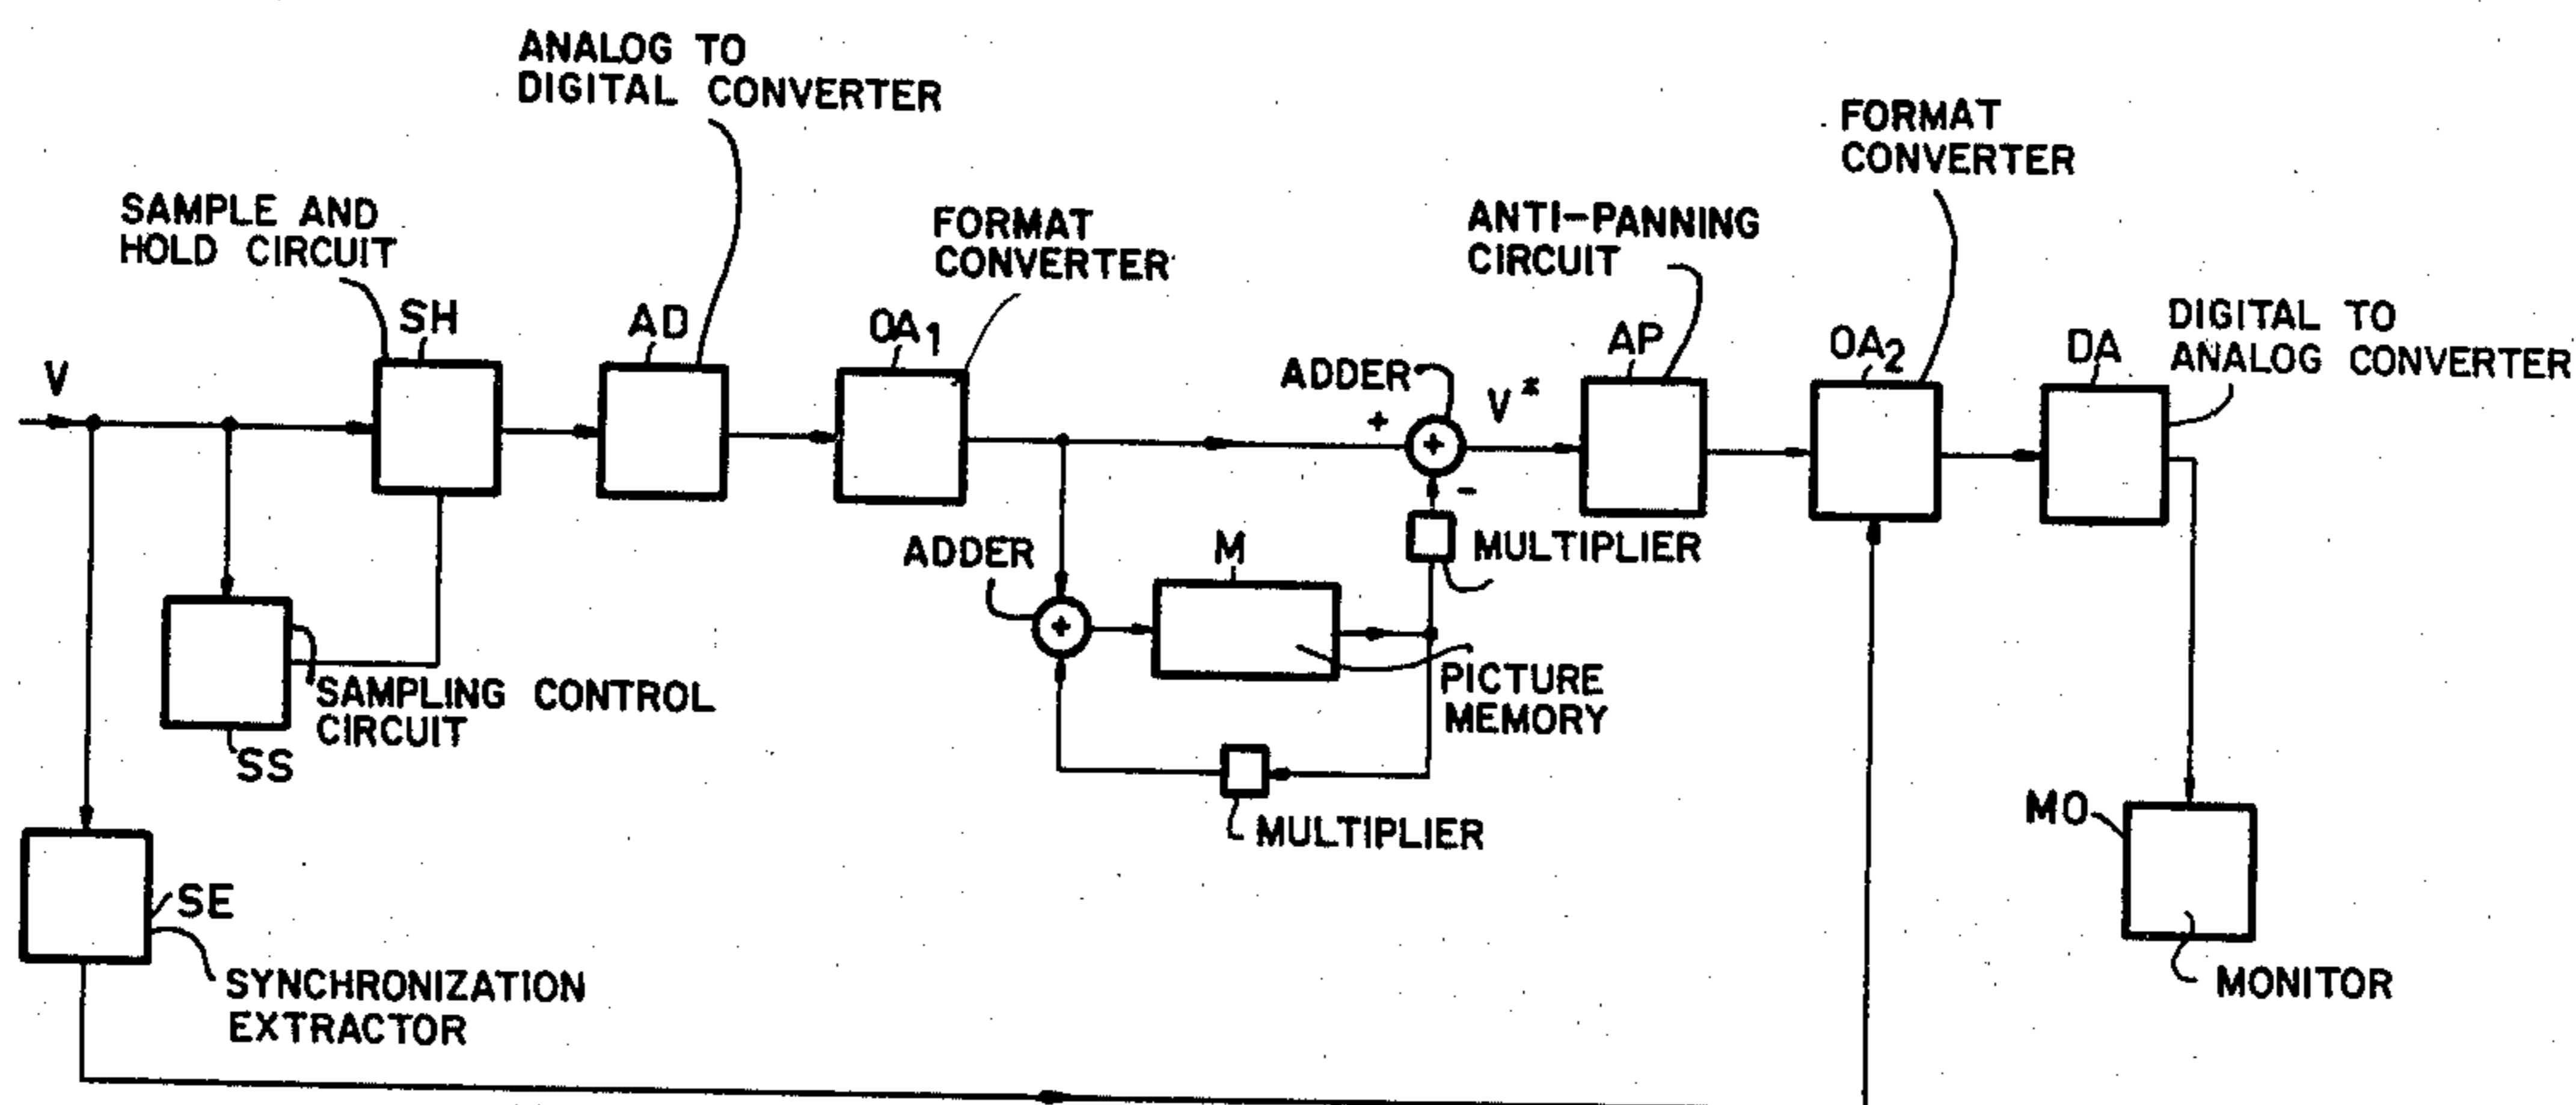 ANALOG TO
DIGITAL CONVERTER
FORMAT
CONVERTER
SAMPLE AND
HOLD CIRCUIT
FORMAT
CONVERTER
ANTI-PANNING
CIRCUIT
DIGITAL TO
ANALOG CONVERTER
SH
AD
OA1
AP
OA2
DA
V
ADDER
+
V*
+
-
ADDER
M
MULTIPLIER
+
SAMPLING CONTROL
CIRCUIT
SS
PICTURE
MEMORY
MULTIPLIER
MO
SE
SYNCHRONIZATION
EXTRACTOR
MONITOR